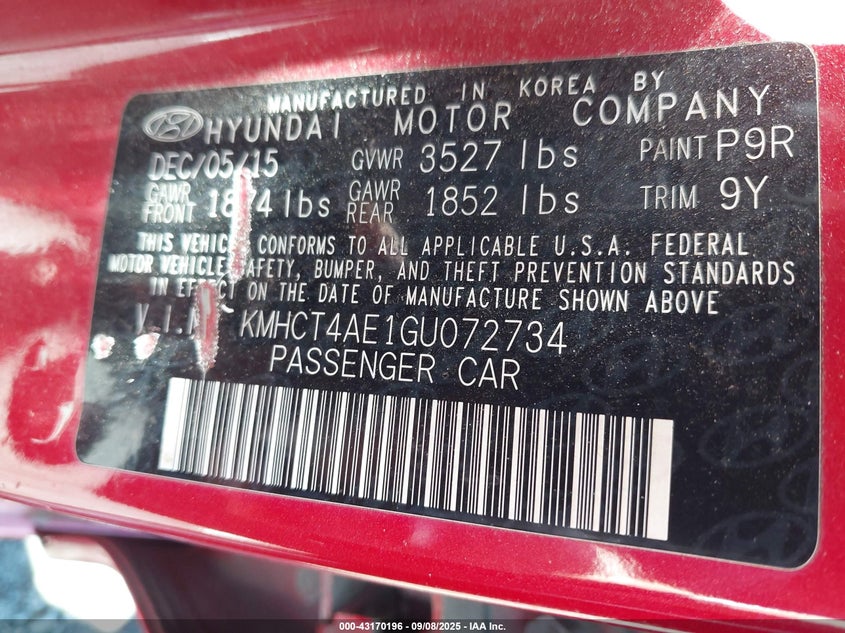 MANUFACTURED IN KOREA BY
HYUNDAI MOTOR COMPANY
DEC/05/15 GVWR 3527 lbs PAINT P9R
GAWR FRONT lbs GAWR REAR 1852 lbs TRIM 9Y
THIS VEHICLE CONFORMS TO ALL APPLICABLE U.S.A. FEDERAL
MOTOR VEHICLE SAFETY, BUMPER, AND THEFT PREVENTION STANDARDS
IN EFFECT ON THE DATE OF MANUFACTURE SHOWN ABOVE
V.I.N KMHCT4AE1GU072734
PASSENGER CAR
000-43170196 - 09/08/2025 - IAA Inc.